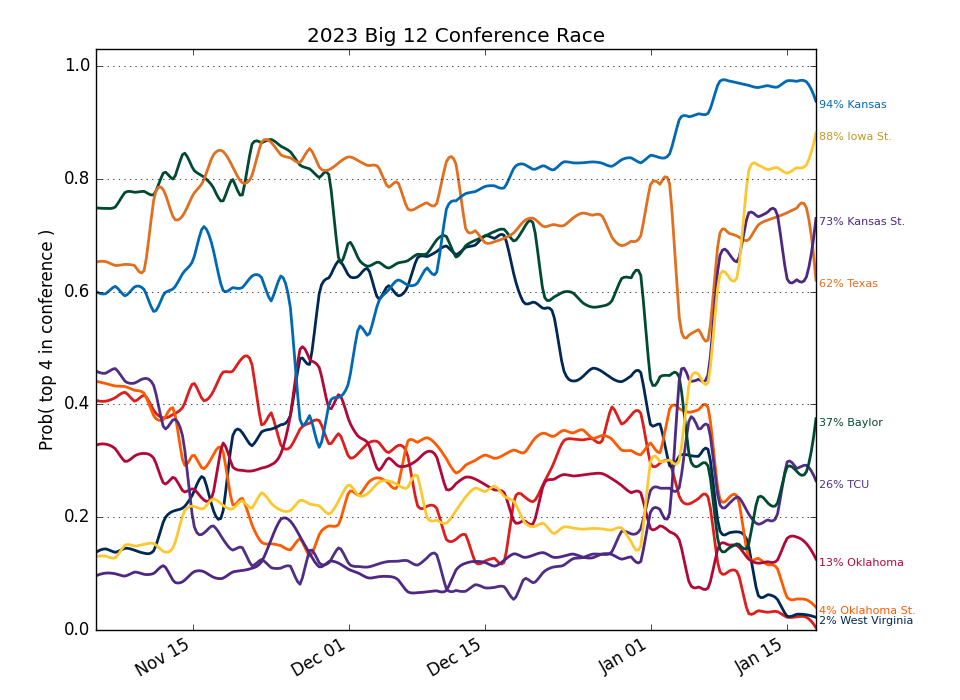 2023 Big 12 Conference Race
Prob( top 4 in conference )
1.0
0.8
0.6
0.4
0.2
0.0
Nov 15
Dec 01
Dec 15
Jan 01
Jan 15
94% Kansas
88% Iowa St.
73% Kansas St.
62% Texas
37% Baylor
26% TCU
13% Oklahoma
4% Oklahoma St.
2% West Virginia